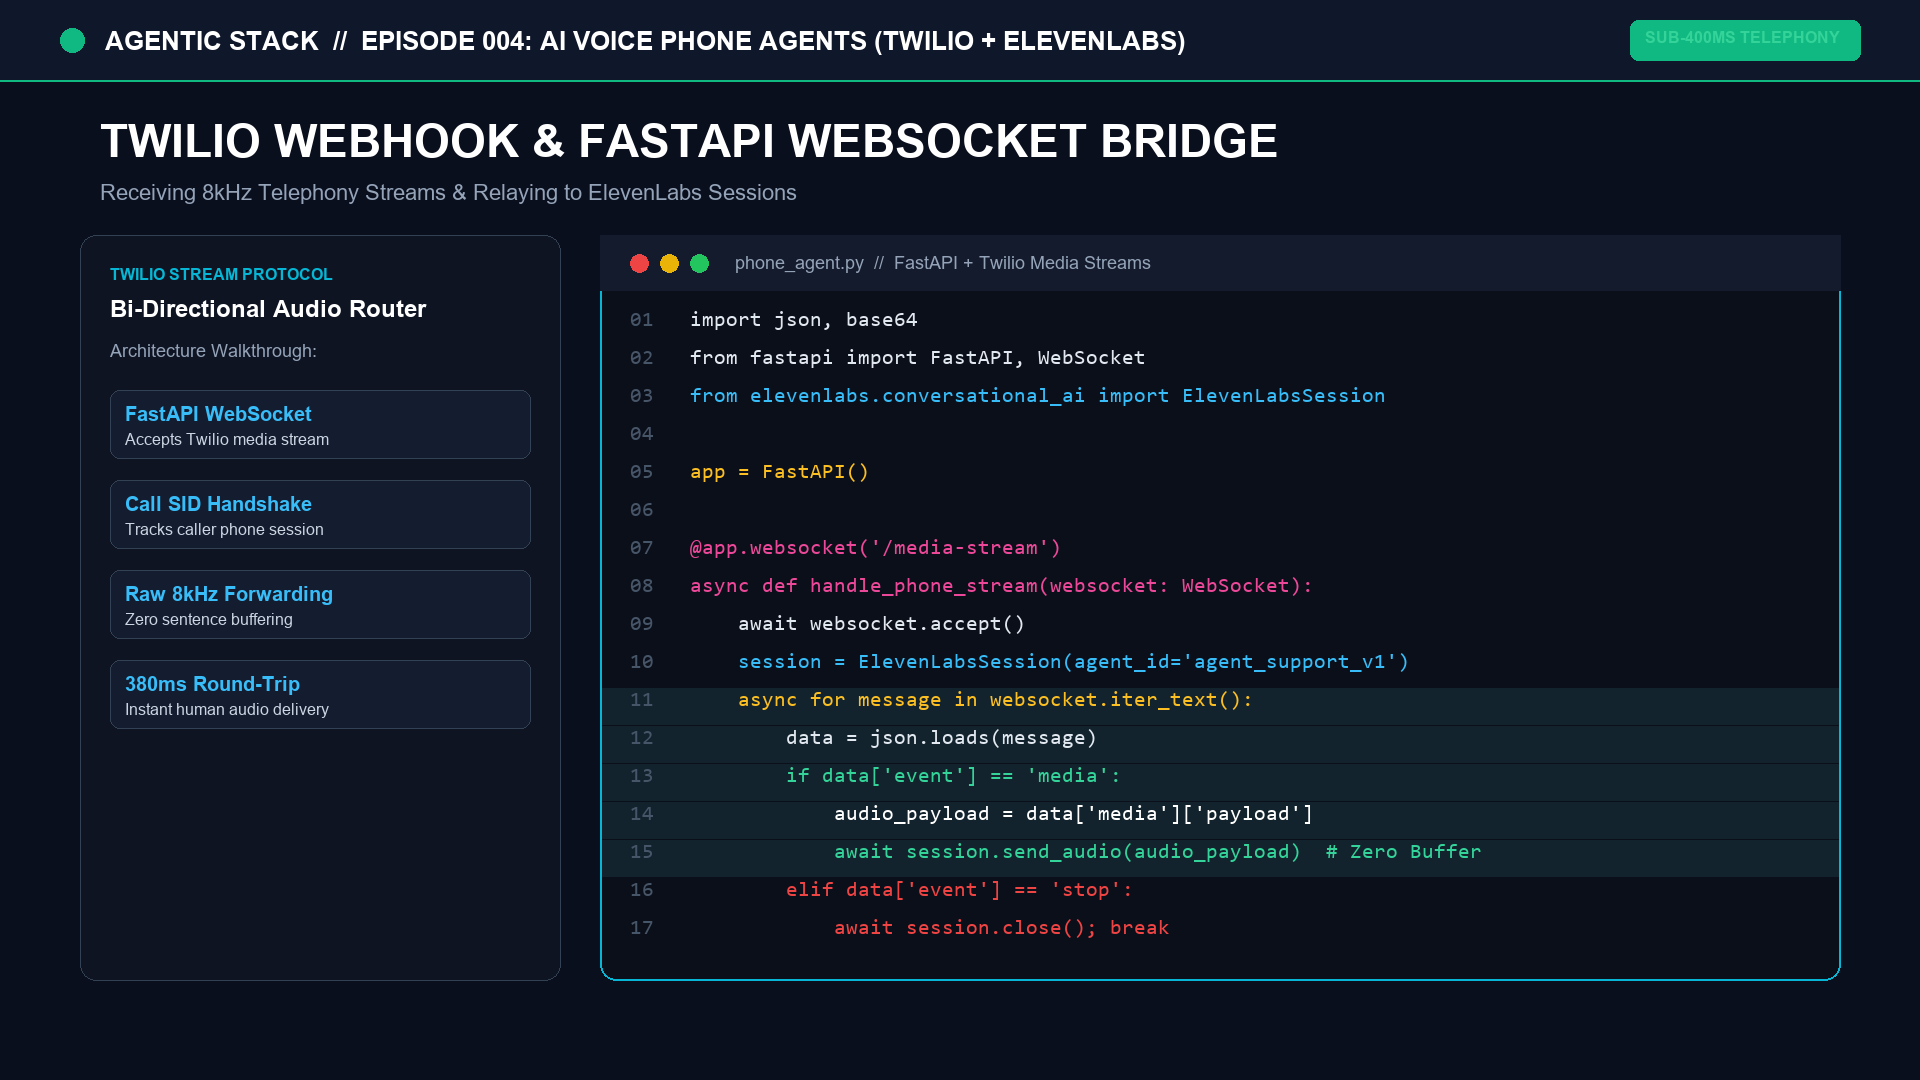 AGENTIC STACK // EPISODE 004: AI VOICE PHONE AGENTS (TWILIO + ELEVENLABS)
SUB-400MS TELEPHONY
TWILIO WEBHOOK & FASTAPI WEBSOCKET BRIDGE
Receiving 8kHz Telephony Streams & Relaying to ElevenLabs Sessions
TWILIO STREAM PROTOCOL
Bi-Directional Audio Router
Architecture Walkthrough:
FastAPI WebSocket
Accepts Twilio media stream
Call SID Handshake
Tracks caller phone session
Raw 8kHz Forwarding
Zero sentence buffering
380ms Round-Trip
Instant human audio delivery
phone_agent.py // FastAPI + Twilio Media Streams
01 import json, base64
02 from fastapi import FastAPI, WebSocket
03 from elevenlabs.conversational_ai import ElevenLabsSession
04
05 app = FastAPI()
06
07 @app.websocket('/media-stream')
08 async def handle_phone_stream(websocket: WebSocket):
09     await websocket.accept()
10     session = ElevenLabsSession(agent_id='agent_support_v1')
11     async for message in websocket.iter_text():
12         data = json.loads(message)
13         if data['event'] == 'media':
14             audio_payload = data['media']['payload']
15             await session.send_audio(audio_payload)  # Zero Buffer
16         elif data['event'] == 'stop':
17             await session.close(); break